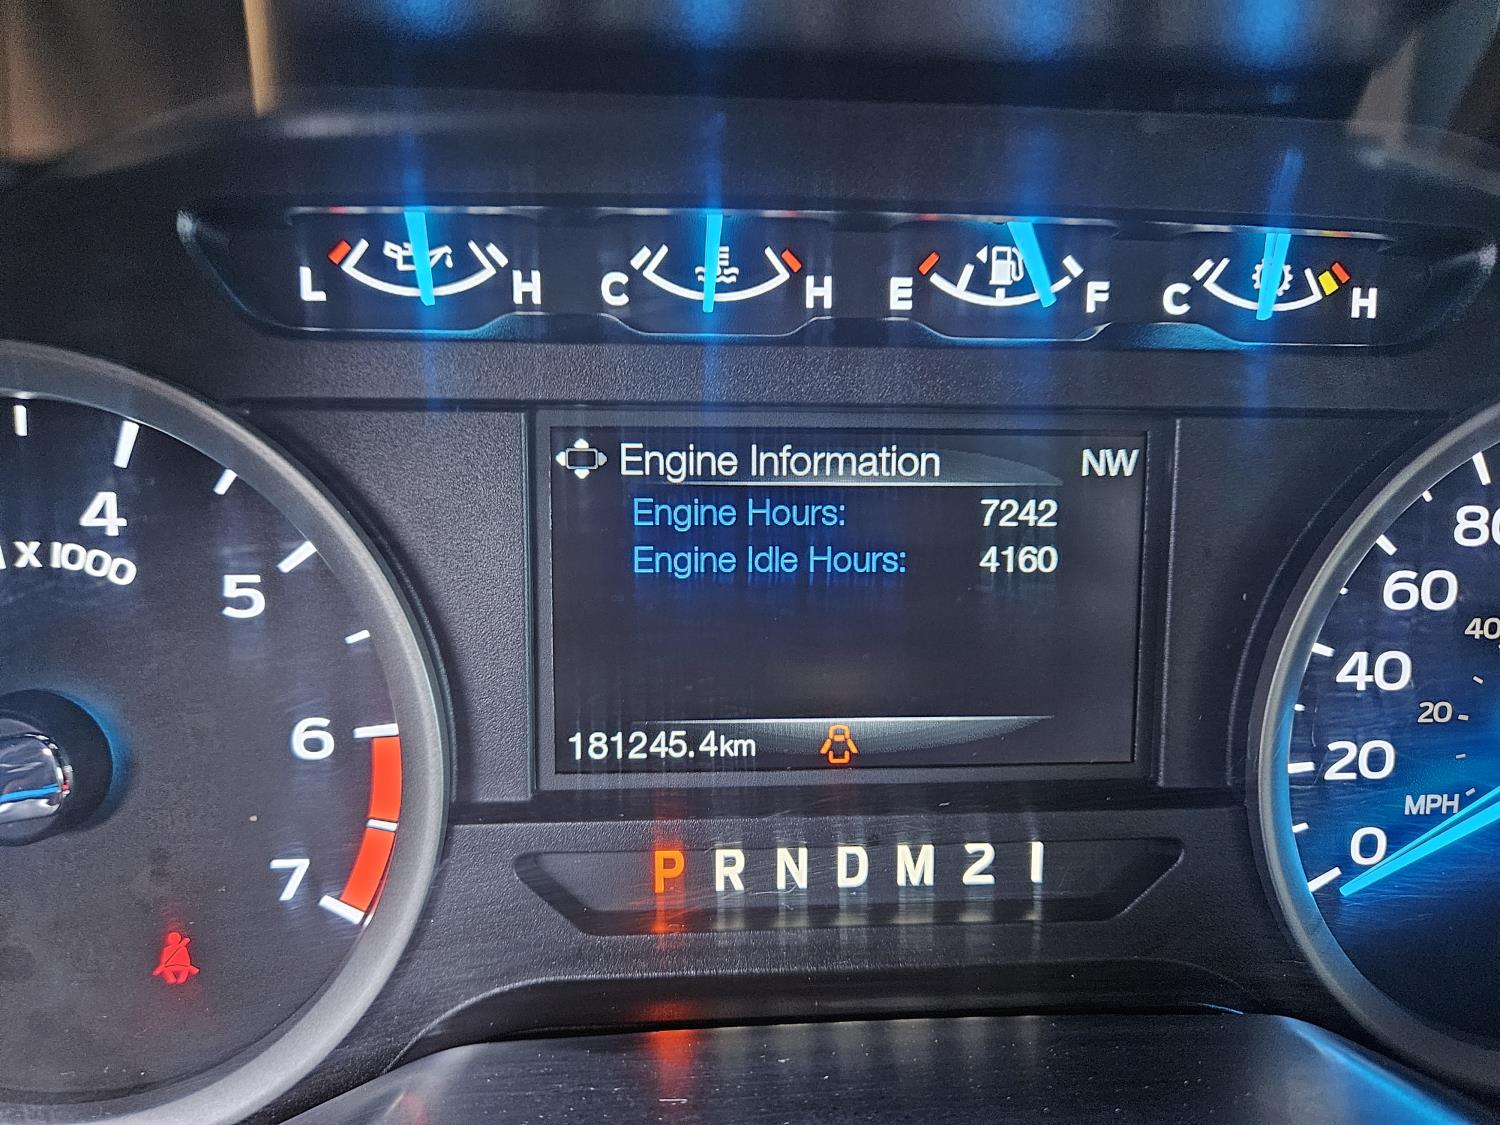 L H C H E F C H
Engine Information NW
Engine Hours: 7242
Engine Idle Hours: 4160
181245.4km
P R N D M 2 1
4
X 1000
5
6
7
80
60
40
40
20
20
MPH
0